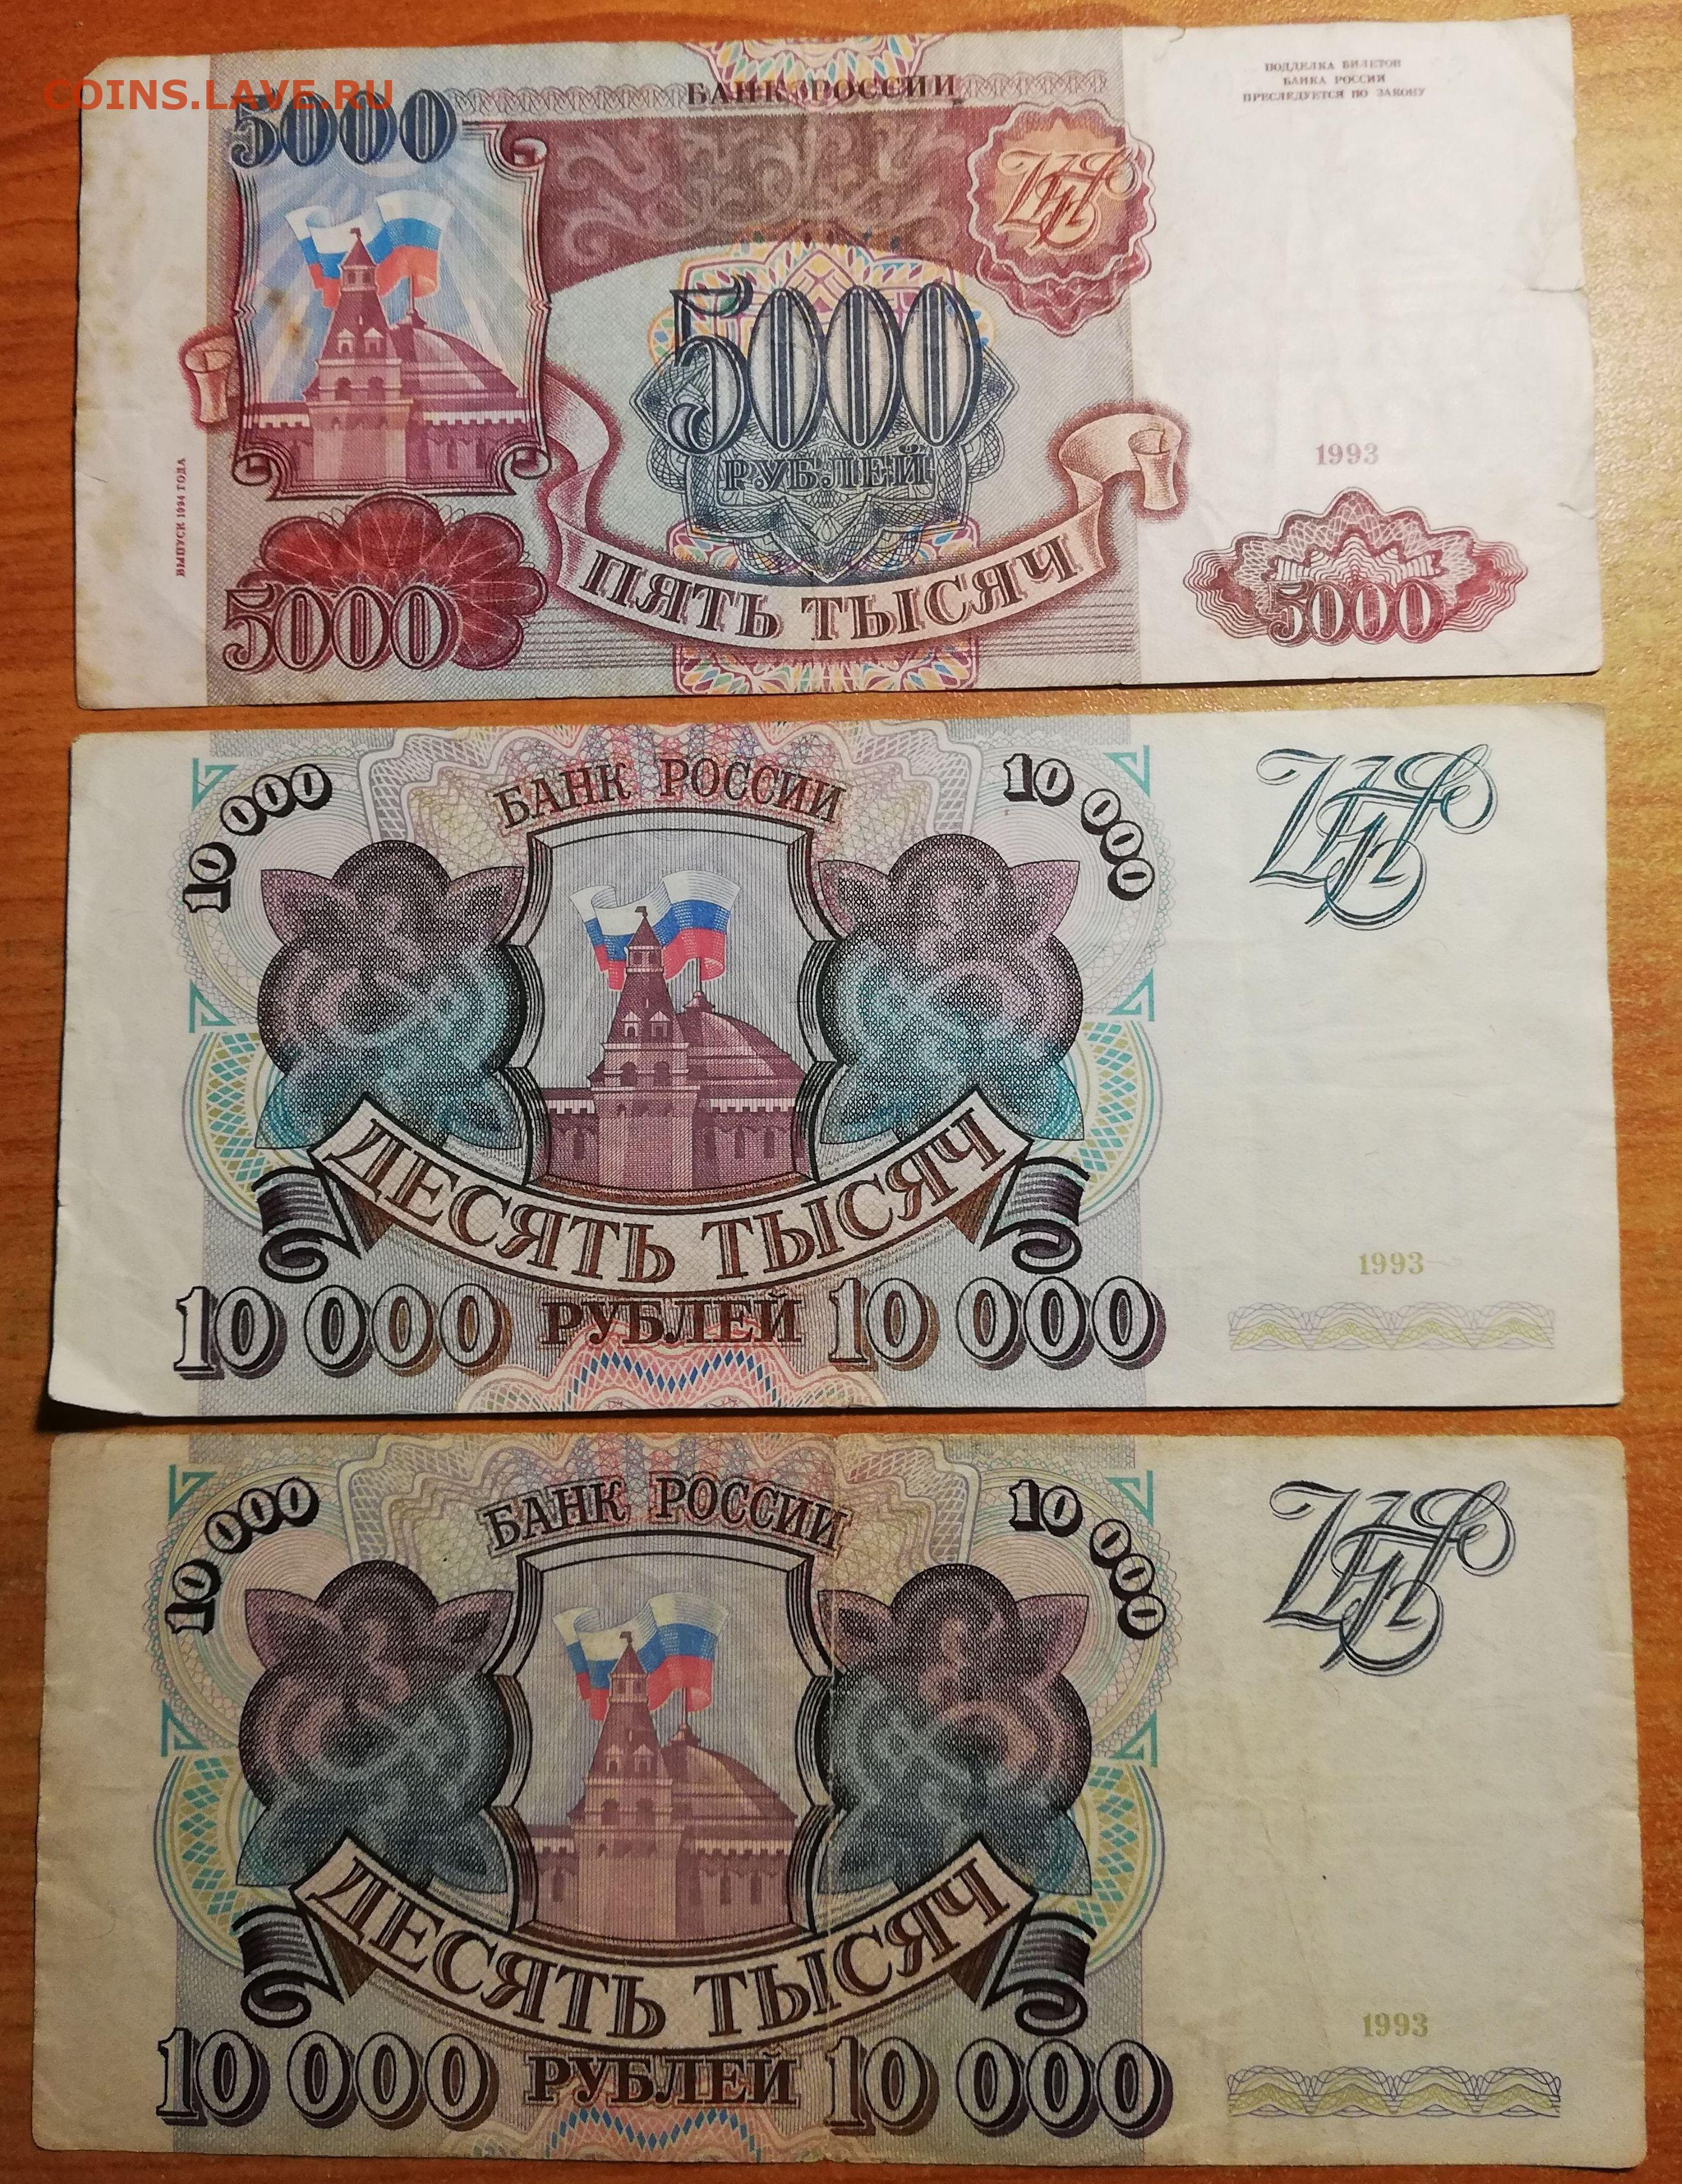 COINS.LAVE.RU
5000
БАНК РОССИИ
ПОДДЕЛКА БИЛЕТОВ
БАНКА РОССИИ
ПРЕСЛЕДУЕТСЯ ПО ЗАКОНУ
5000
РУБЛЕЙ
1993
ВЫПУСК 1994 ГОДА
ПЯТЬ ТЫСЯЧ
5000
5000
БАНК РОССИИ
10 000
10 000
ДЕСЯТЬ ТЫСЯЧ
1993
10 000 РУБЛЕЙ 10 000
БАНК РОССИИ
10 000
10 000
ДЕСЯТЬ ТЫСЯЧ
1993
10 000 РУБЛЕЙ 10 000